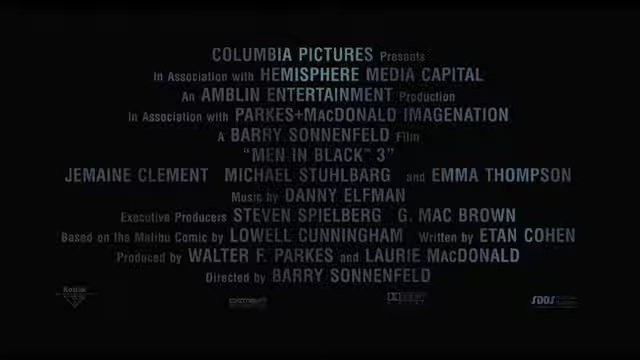 COLUMBIA PICTURES Presents
In Association with HEMISPHERE MEDIA CAPITAL
An AMBLIN ENTERTAINMENT Production
In Association with PARKES+MACDONALD IMAGENATION
A BARRY SONNENFELD Film
"MEN IN BLACK™ 3"
JEMAINE CLEMENT MICHAEL STUHLBARG and EMMA THOMPSON
Music by DANNY ELFMAN
Executive Producers STEVEN SPIELBERG G. MAC BROWN
Based on the Malibu Comic by LOWELL CUNNINGHAM Written by ETAN COHEN
Produced by WALTER F. PARKES and LAURIE MACDONALD
Directed by BARRY SONNENFELD
Kodak
SDDS